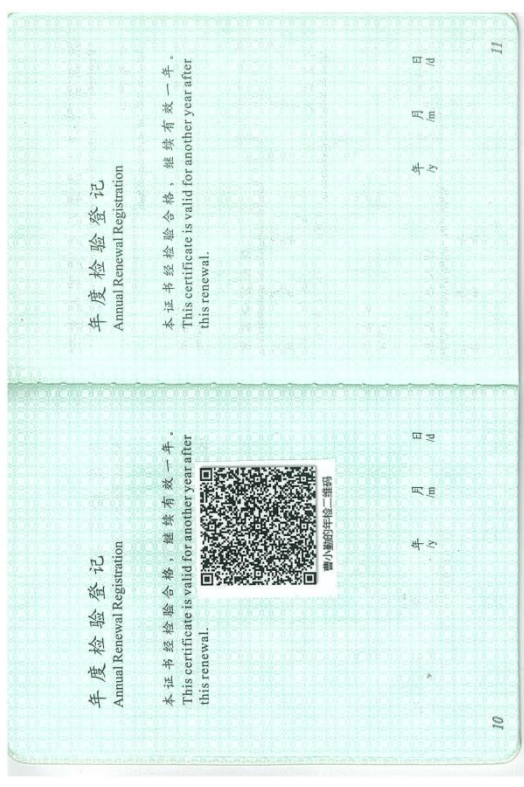 年度检验登记
Annual Renewal Registration
本证书经检验合格，继续有效一年。
This certificate is valid for another year after
this renewal.
曹小勤的年检二维码
年 月 日
/y /m /d
10
年度检验登记
Annual Renewal Registration
本证书经检验合格，继续有效一年。
This certificate is valid for another year after
this renewal.
年 月 日
/y /m /d
11